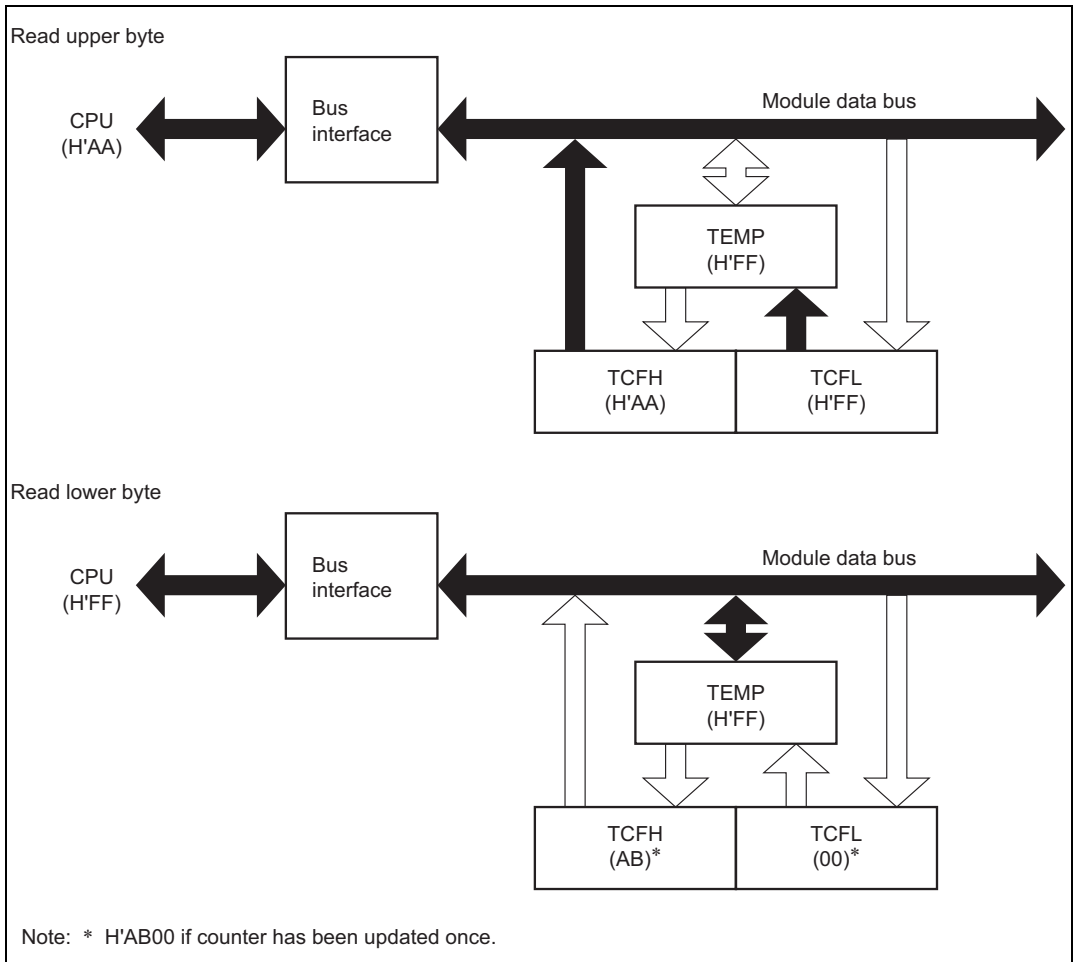 Read upper byte
CPU
(H'AA)
Bus
interface
Module data bus
TEMP
(H'FF)
TCFH
(H'AA)
TCFL
(H'FF)
Read lower byte
CPU
(H'FF)
Bus
interface
Module data bus
TEMP
(H'FF)
TCFH
(AB)*
TCFL
(00)*
Note: * H'AB00 if counter has been updated once.